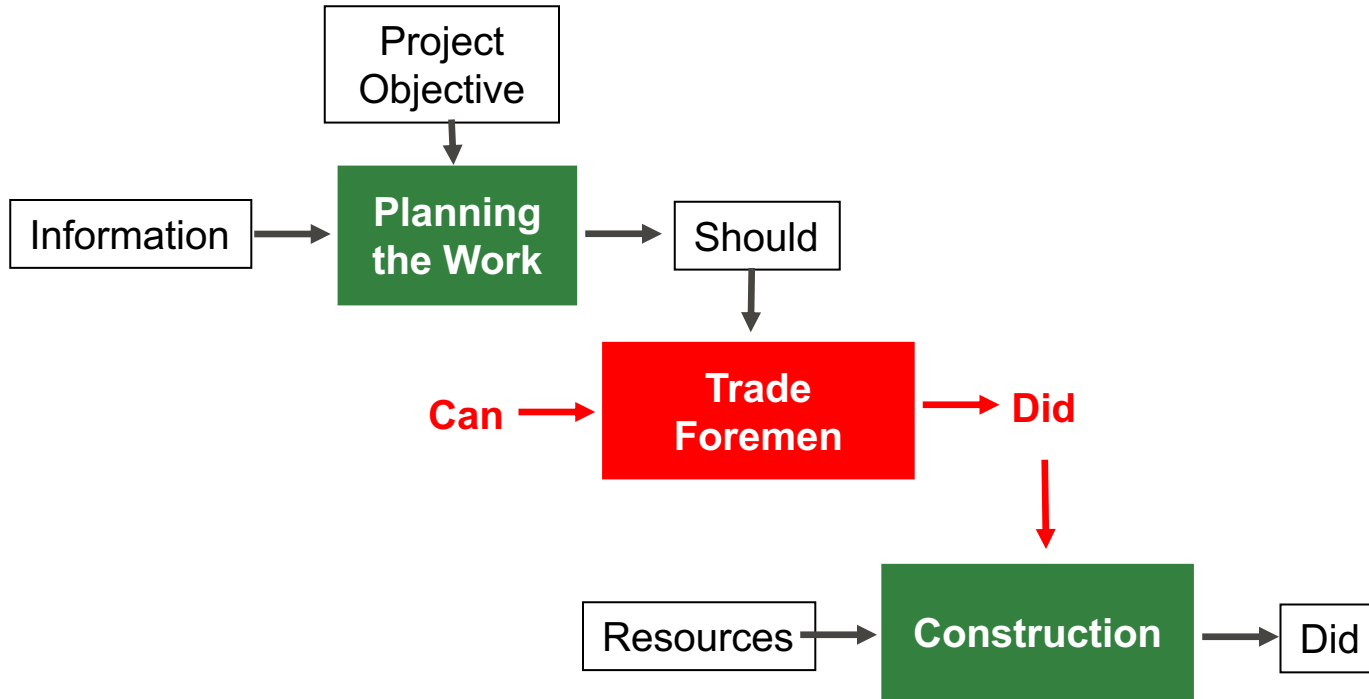 Project
Objective
Information
Planning
the Work
Should
Can
Trade
Foremen
Did
Resources
Construction
Did